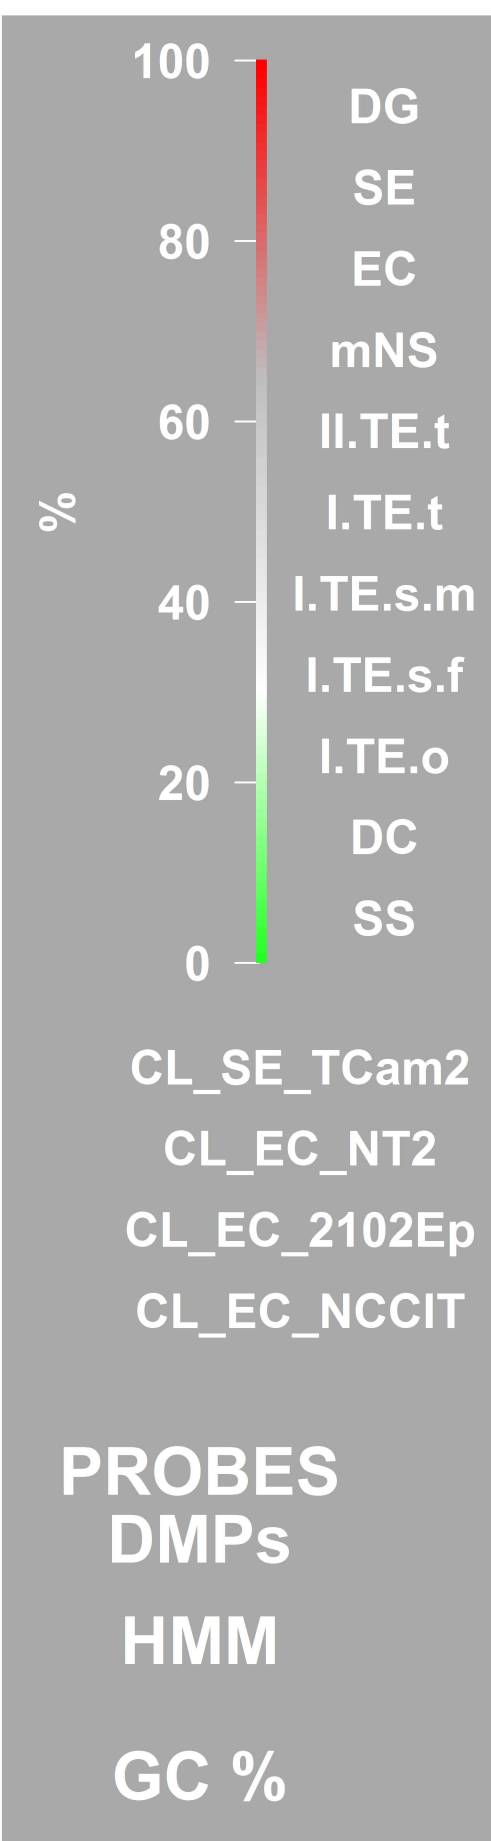 100
80
60
40
20
0
%
DG
SE
EC
mNS
II.TE.t
I.TE.t
I.TE.s.m
I.TE.s.f
I.TE.o
DC
SS
CL_SE_TCam2
CL_EC_NT2
CL_EC_2102Ep
CL_EC_NCCIT
PROBES
DMPs
HMM
GC %